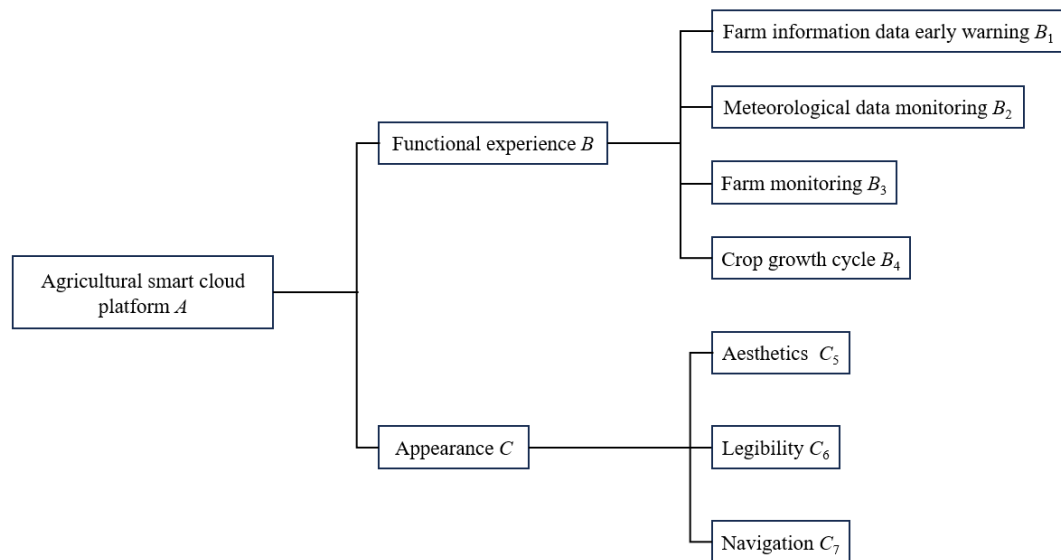 Farm information data early warning B₁
Meteorological data monitoring B₂
Functional experience B
Farm monitoring B₃
Crop growth cycle B₄
Agricultural smart cloud
platform A
Aesthetics C₅
Appearance C
Legibility C₆
Navigation C₇